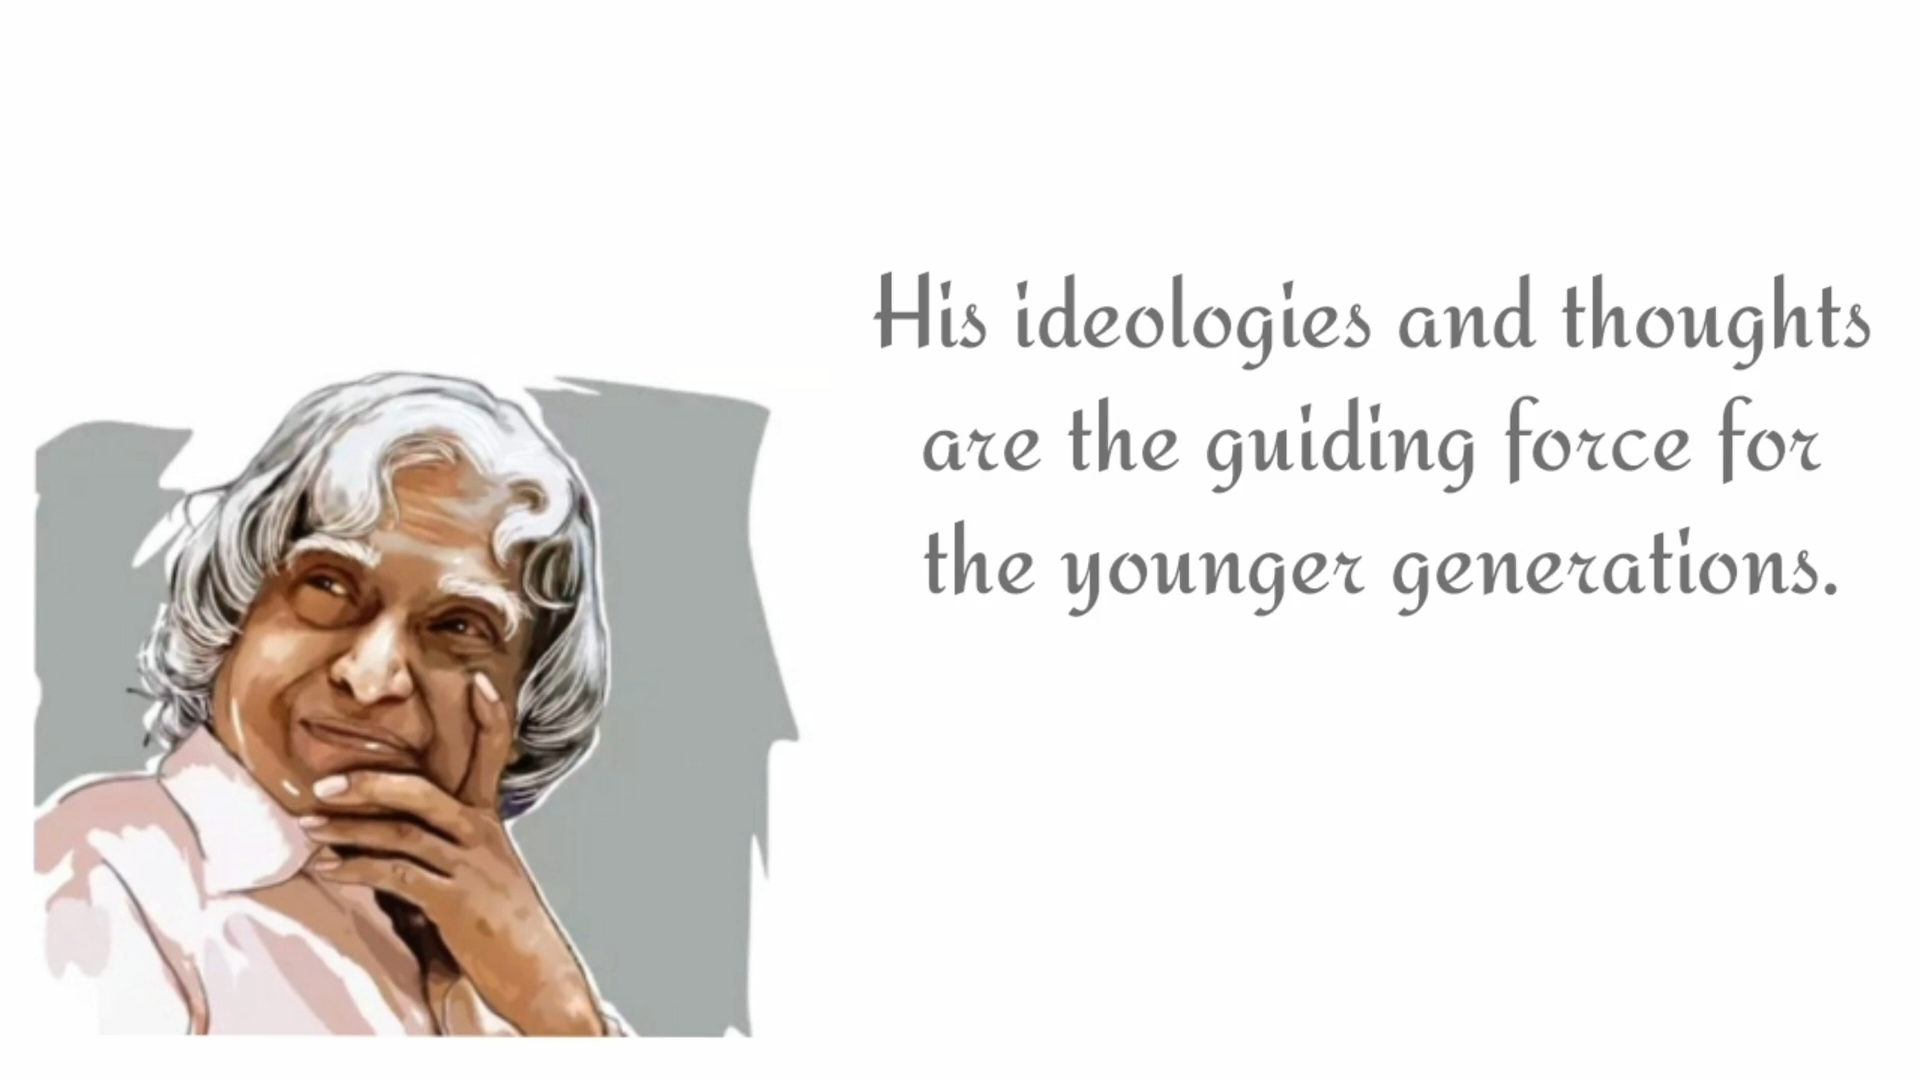 His ideologies and thoughts
are the guiding force for
the younger generations.